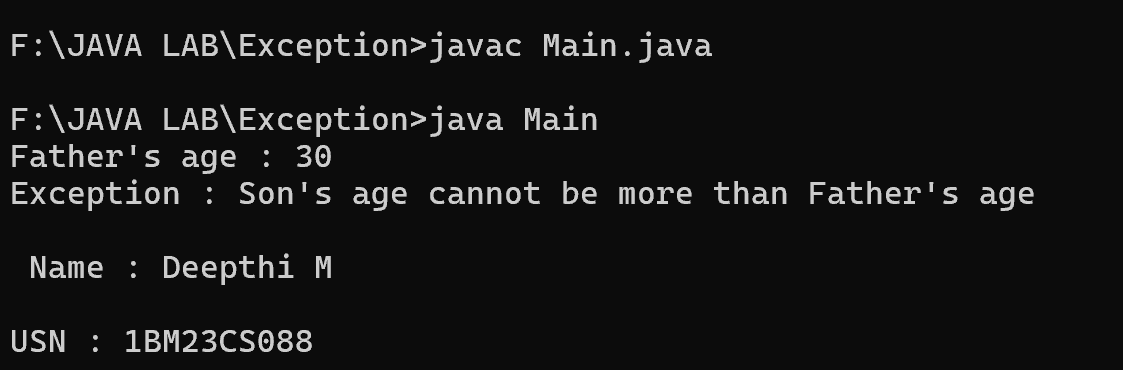 F:\JAVA LAB\Exception>javac Main.java
F:\JAVA LAB\Exception>java Main
Father's age : 30
Exception : Son's age cannot be more than Father's age
Name : Deepthi M
USN : 1BM23CS088